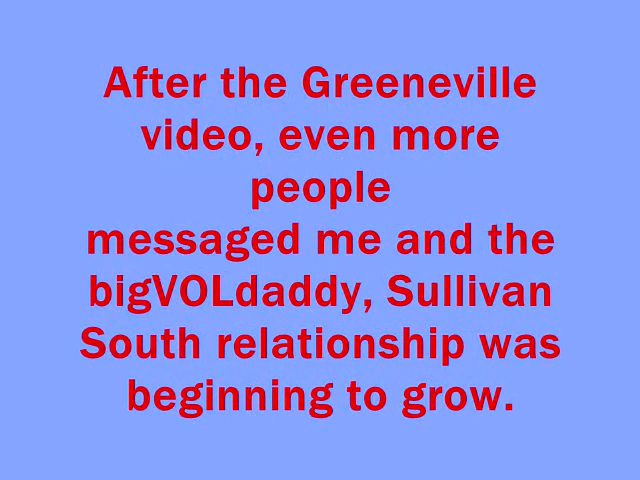 After the Greeneville
video, even more
people
messaged me and the
bigVOLdaddy, Sullivan
South relationship was
beginning to grow.